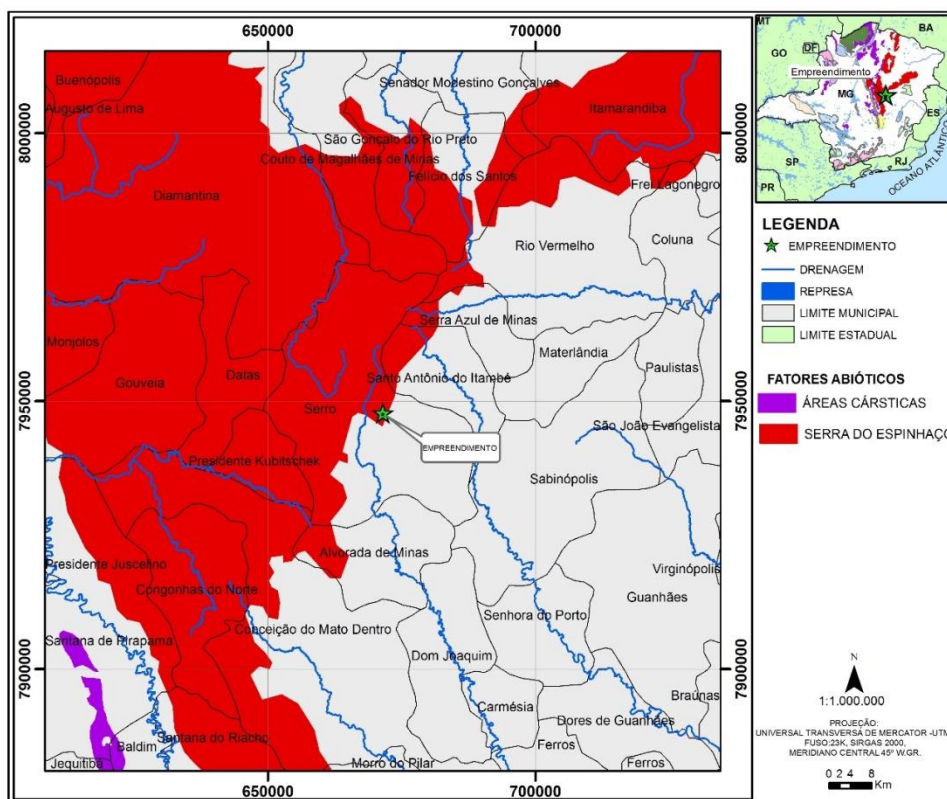 650000
700000
Buenópolis
Augusto de Lima
Senador Modestino Gonçalves
Itamarandiba
São Gonçalo do Rio Preto
Couto de Magalhães de Minas
Felício dos Santos
Frei Lagonegro
Diamantina
Rio Vermelho
Coluna
Serra Azul de Minas
Monjolos
Materlândia
Paulistas
Gouveia
Datas
Santo Antônio do Itambé
Serro
São João Evangelista
EMPREENDIMENTO
Presidente Kubitschek
Sabinópolis
Alvorada de Minas
Presidente Juscelino
Virginópolis
Congonhas do Norte
Guanhães
Senhora do Porto
Conceição do Mato Dentro
Santana de Pirapama
Dom Joaquim
Braúnas
Carmésia
Dores de Guanhães
Santana do Riacho
Baldim
Ferros
Jequitibá
Morro do Pilar
Ferros
8000000
7950000
7900000
8000000
7950000
7900000
650000
700000
MT
BA
GO
DF
Empreendimento
MG
ES
SP
RJ
PR
OCEANO ATLÂNTICO
LEGENDA
EMPREENDIMENTO
DRENAGEM
REPRESA
LIMITE MUNICIPAL
LIMITE ESTADUAL
FATORES ABIÓTICOS
ÁREAS CÁRSTICAS
SERRA DO ESPINHAÇO
N
1:1.000.000
PROJEÇÃO:
UNIVERSAL TRANSVERSA DE MERCATOR -UTM
FUSO:23K, SIRGAS 2000,
MERIDIANO CENTRAL 45º W.GR.
0 2 4 8
Km